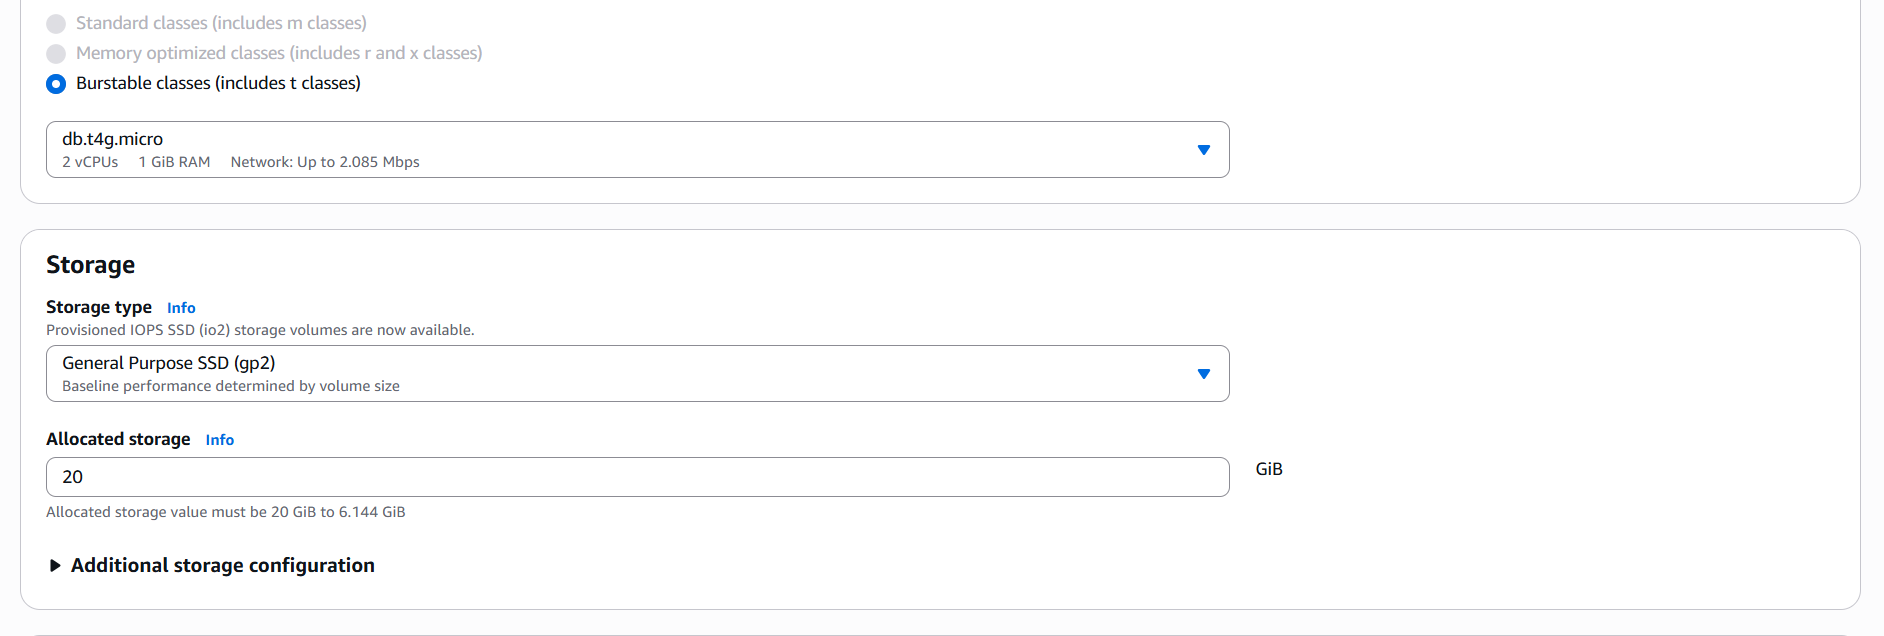 Standard classes (includes m classes)
Memory optimized classes (includes r and x classes)
Burstable classes (includes t classes)
db.t4g.micro
2 vCPUs 1 GiB RAM Network: Up to 2.085 Mbps
Storage
Storage type Info
Provisioned IOPS SSD (io2) storage volumes are now available.
General Purpose SSD (gp2)
Baseline performance determined by volume size
Allocated storage Info
20 GiB
Allocated storage value must be 20 GiB to 6.144 GiB
Additional storage configuration